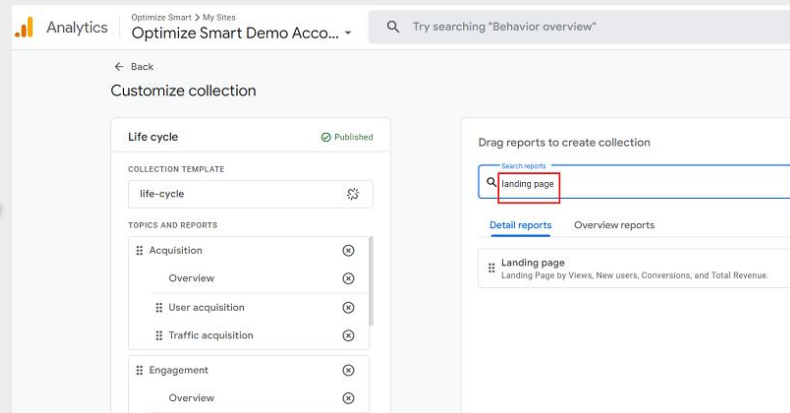 Analytics
Optimize Smart > My Sites
Optimize Smart Demo Acco...
Try searching "Behavior overview"
Back
Customize collection
Life cycle
Published
COLLECTION TEMPLATE
life-cycle
TOPICS AND REPORTS
Acquisition
Overview
User acquisition
Traffic acquisition
Engagement
Overview
Drag reports to create collection
Search reports
landing page
Detail reports Overview reports
Landing page
Landing Page by Views, New users, Conversions, and Total Revenue.